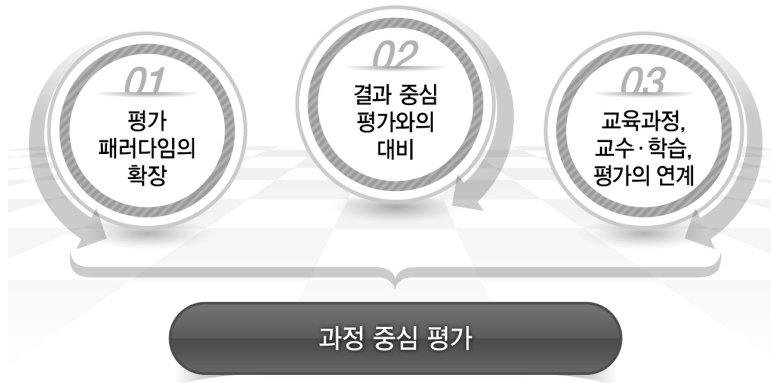 01
평가
패러다임의
확장
02
결과 중심
평가와의
대비
03
교육과정,
교수·학습,
평가의 연계
과정 중심 평가